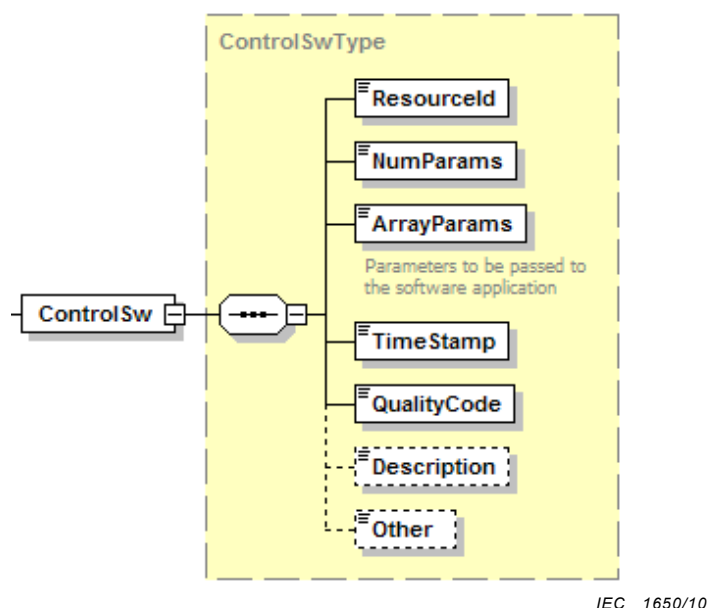 ControlSwType
ResourceId
NumParams
ArrayParams
Parameters to be passed to
the software application
ControlSw
TimeStamp
QualityCode
Description
Other
IEC 1650/10